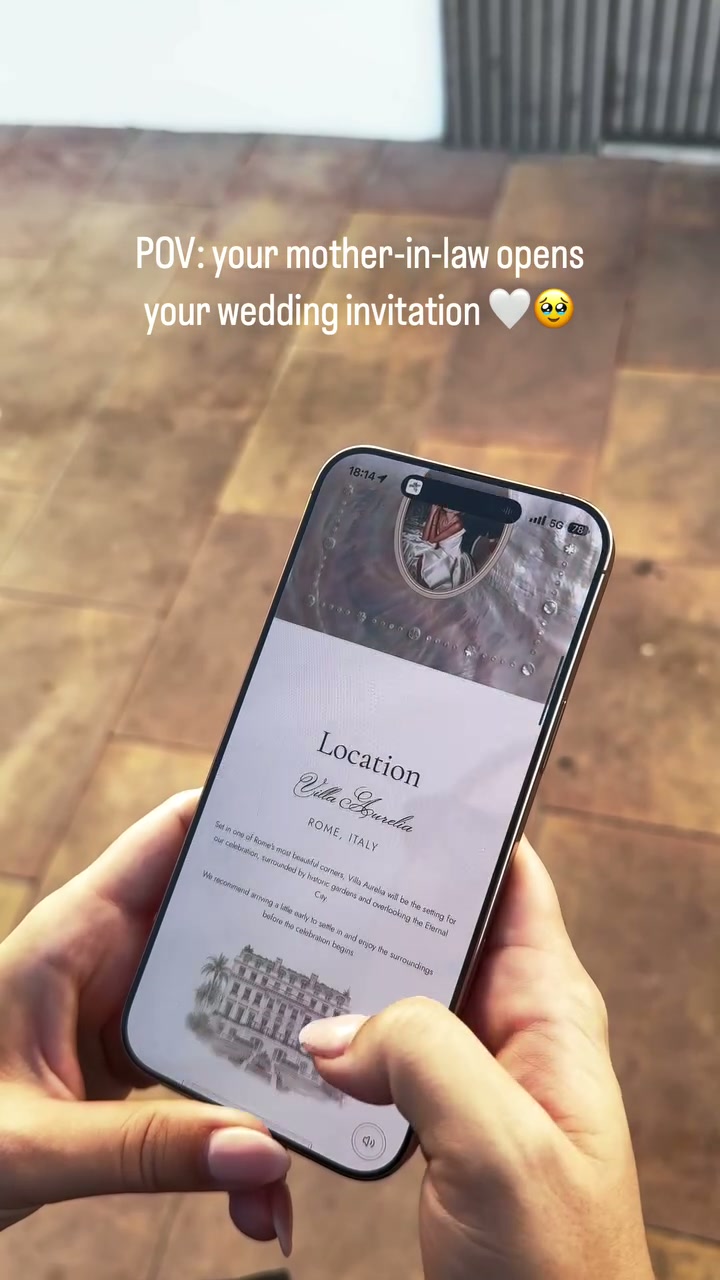 POV: your mother-in-law opens
your wedding invitation 🤍🥹
18:14
5G 78
Location
Villa Aurelia
ROME, ITALY
Set in one of Rome's most beautiful corners, Villa Aurelia will be the setting for
our celebration, surrounded by historic gardens and overlooking the Eternal
City
We recommend arriving a little early to settle in and enjoy the surroundings
before the celebration begins